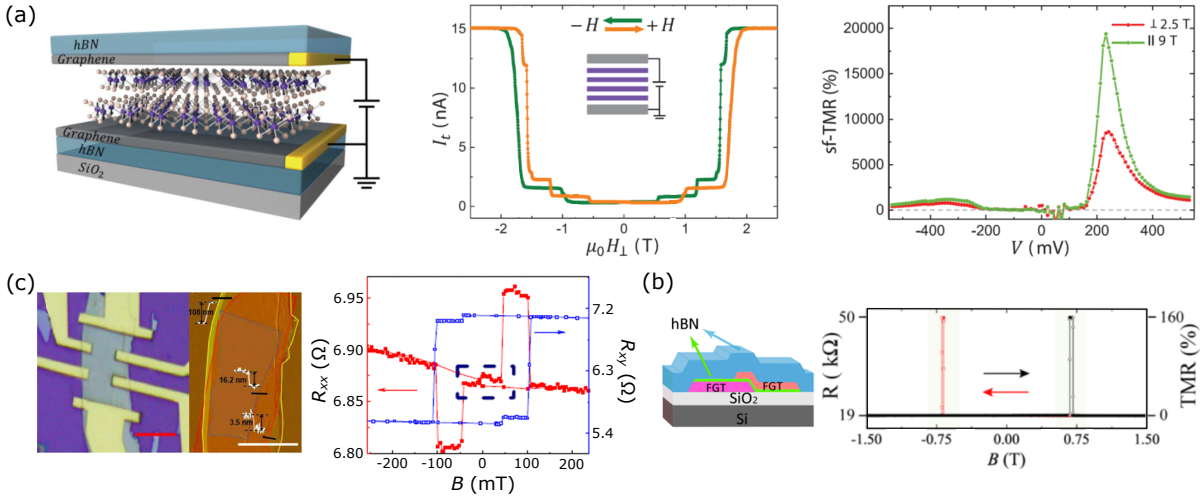 (a)
hBN
Graphene
Graphene
hBN
SiO₂
− H + H
I_t (nA)
15
10
5
0
−2 −1 0 1 2
μ₀H⊥ (T)
sf-TMR (%)
20000
15000
10000
5000
0
-400 -200 0 200 400
V (mV)
⊥ 2.5 T
|| 9 T
(c)
108 nm
16.2 nm
3.5 nm
R_xx (Ω)
6.95
6.90
6.85
6.80
-200 -100 0 100 200
B (mT)
7.2
6.3
5.4
R_xy (Ω)
(b)
hBN
FGT
FGT
SiO₂
Si
R (kΩ)
50
19
-1.50 -0.75 0.00 0.75 1.50
B (T)
160
0
TMR (%)